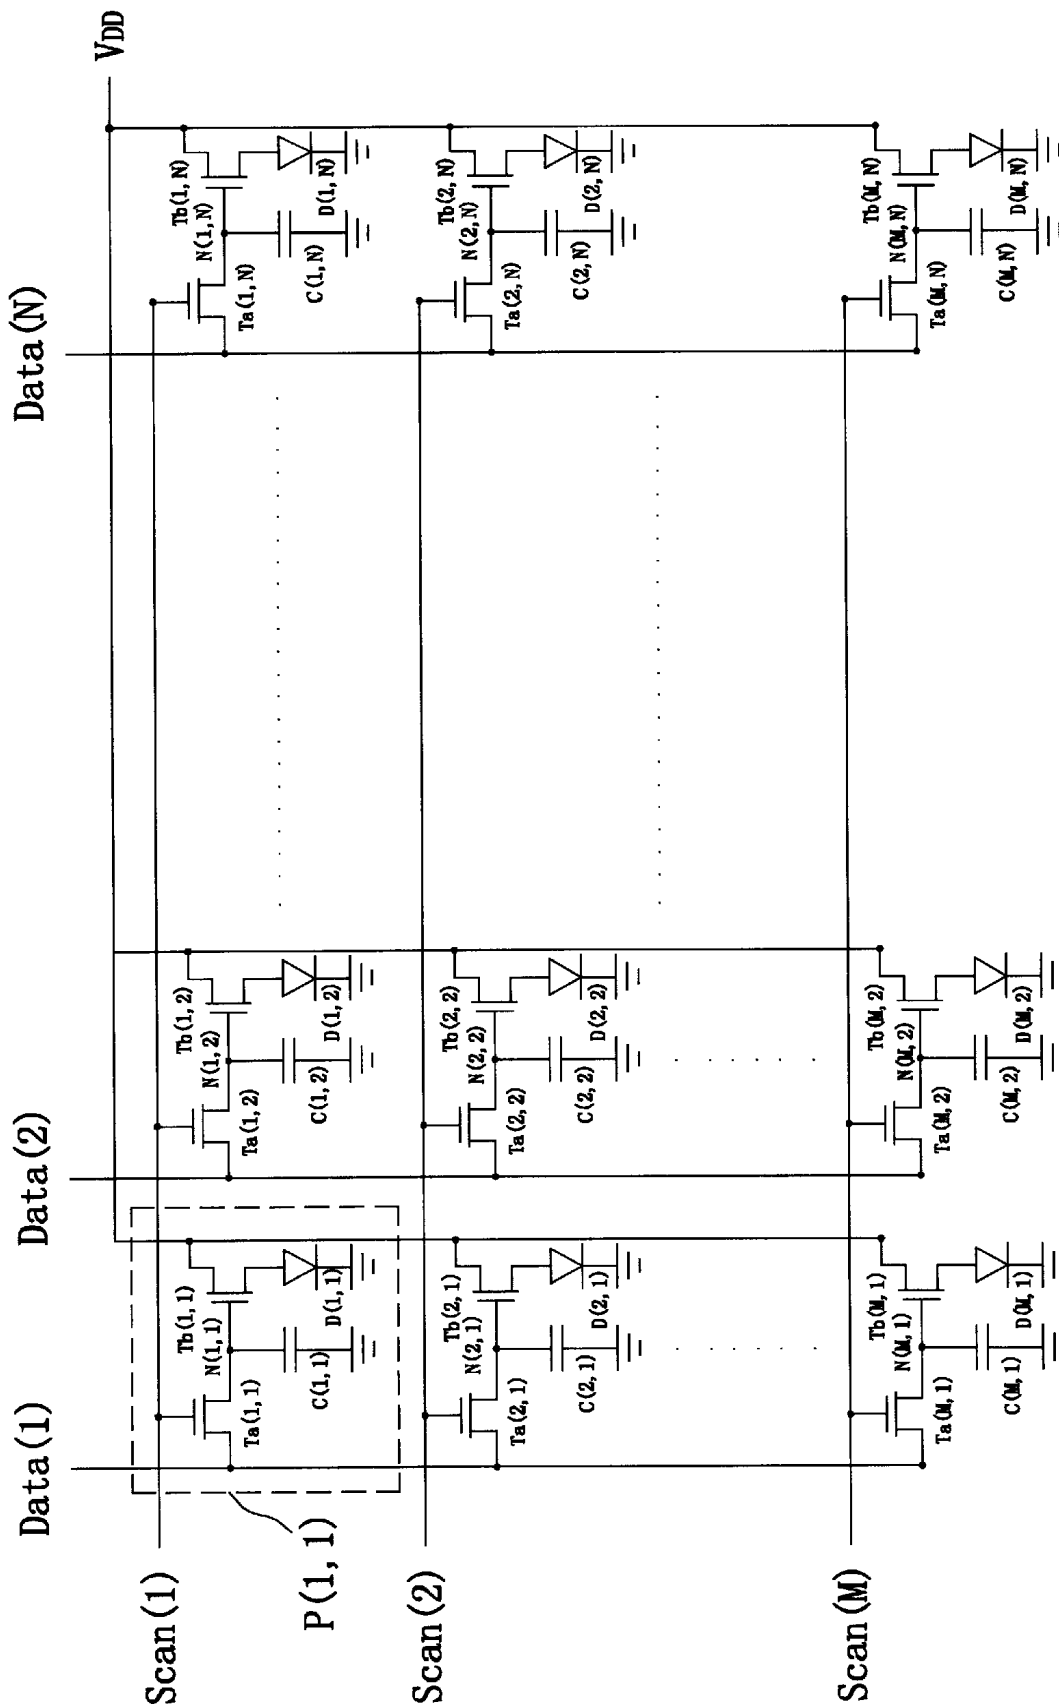 Data(1)
Data(2)
Data(N)
VDD
Scan(1)
Tb(1,1)
N(1,1)
Ta(1,1)
C(1,1)
D(1,1)
Tb(1,2)
N(1,2)
Ta(1,2)
C(1,2)
D(1,2)
Tb(1,N)
N(1,N)
Ta(1,N)
C(1,N)
D(1,N)
P(1,1)
Scan(2)
Tb(2,1)
N(2,1)
Ta(2,1)
C(2,1)
D(2,1)
Tb(2,2)
N(2,2)
Ta(2,2)
C(2,2)
D(2,2)
Tb(2,N)
N(2,N)
Ta(2,N)
C(2,N)
D(2,N)
Scan(M)
Tb(M,1)
N(M,1)
Ta(M,1)
C(M,1)
D(M,1)
Tb(M,2)
N(M,2)
Ta(M,2)
C(M,2)
D(M,2)
Tb(M,N)
N(M,N)
Ta(M,N)
C(M,N)
D(M,N)